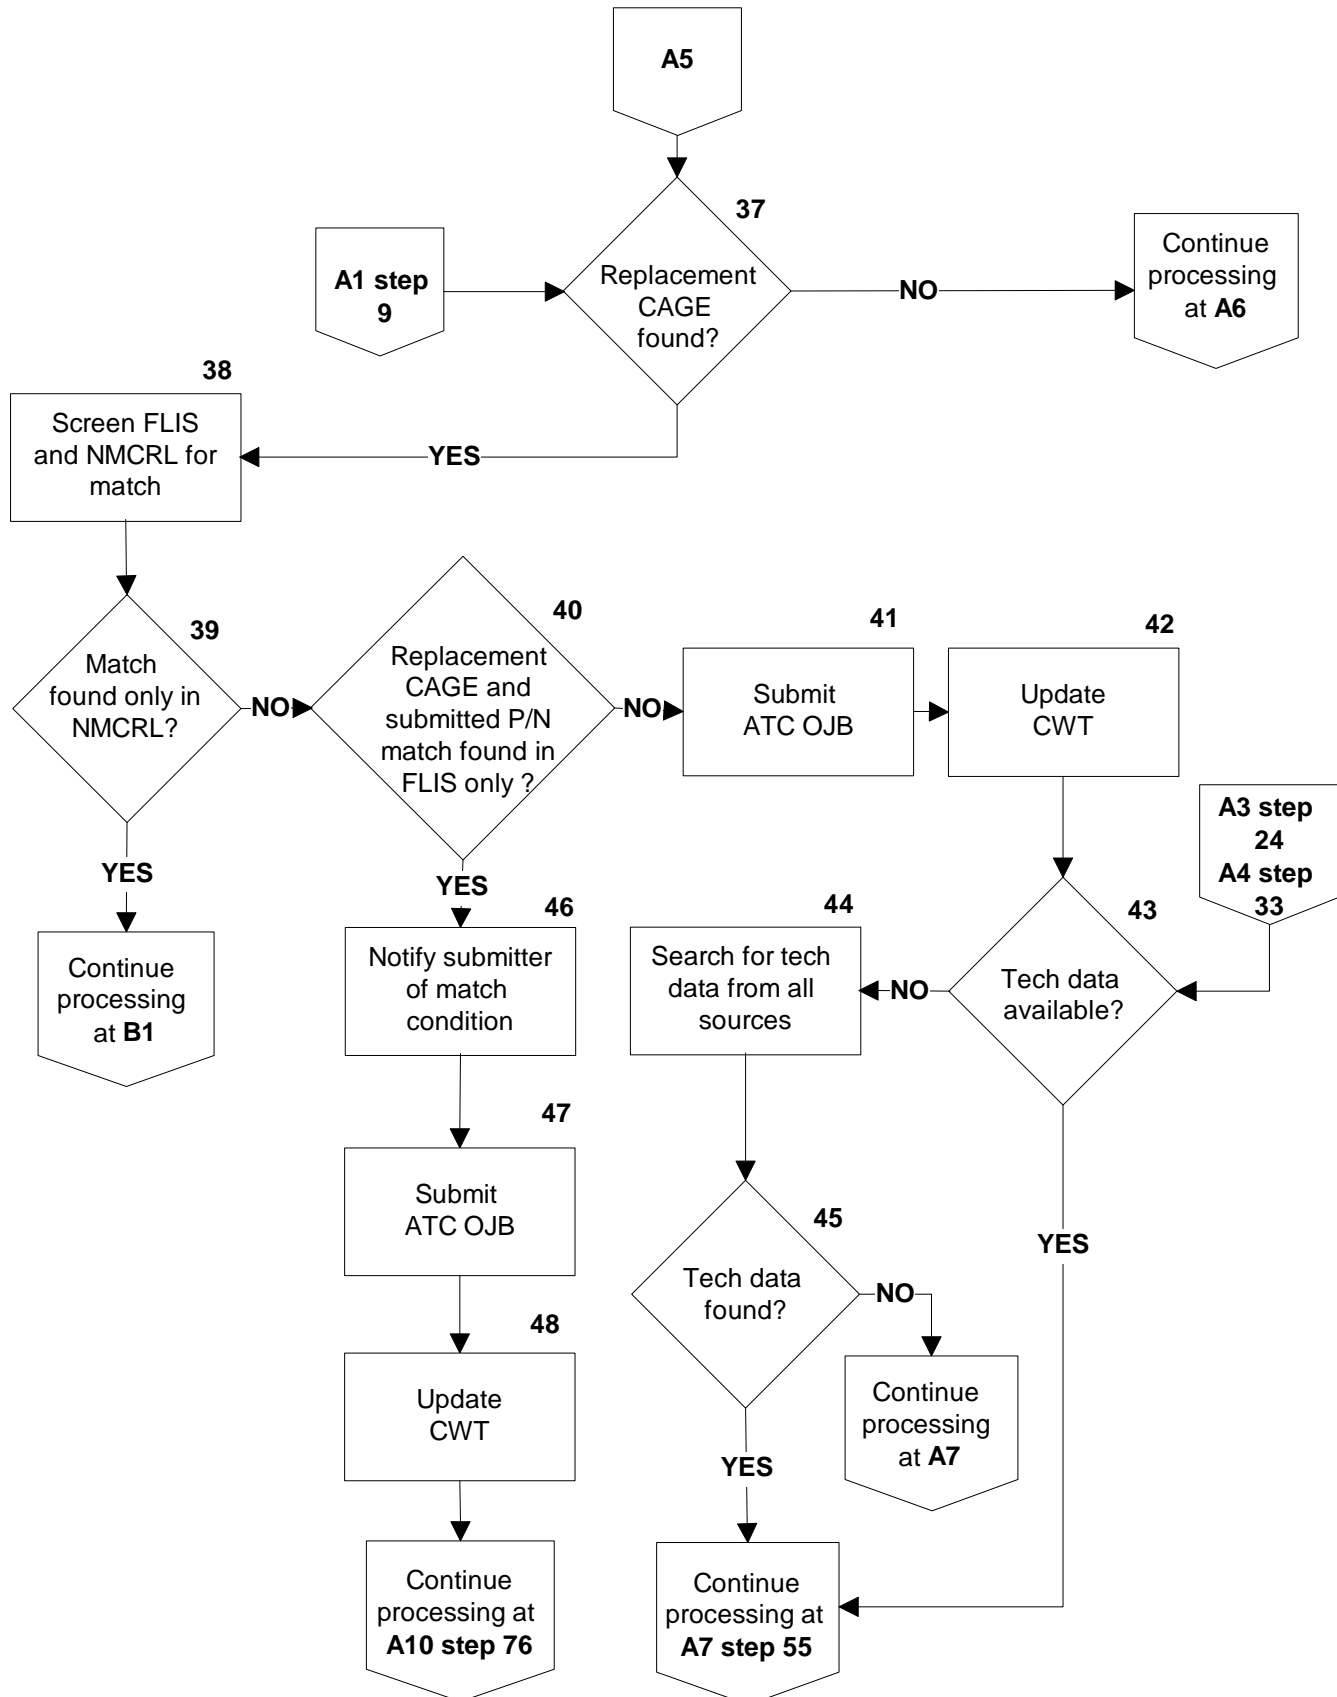 A5
37
A1 step
9
Replacement
CAGE
found?
NO
Continue
processing
at A6
38
Screen FLIS
and NMCRL for
match
YES
39
Match
found only in
NMCRL?
NO
40
Replacement
CAGE and
submitted P/N
match found in
FLIS only ?
NO
41
Submit
ATC OJB
42
Update
CWT
A3 step
24
A4 step
33
YES
Continue
processing
at B1
YES
46
Notify submitter
of match
condition
44
Search for tech
data from all
sources
NO
43
Tech data
available?
47
Submit
ATC OJB
45
Tech data
found?
NO
YES
48
Update
CWT
Continue
processing
at A7
YES
Continue
processing at
A10 step 76
Continue
processing at
A7 step 55